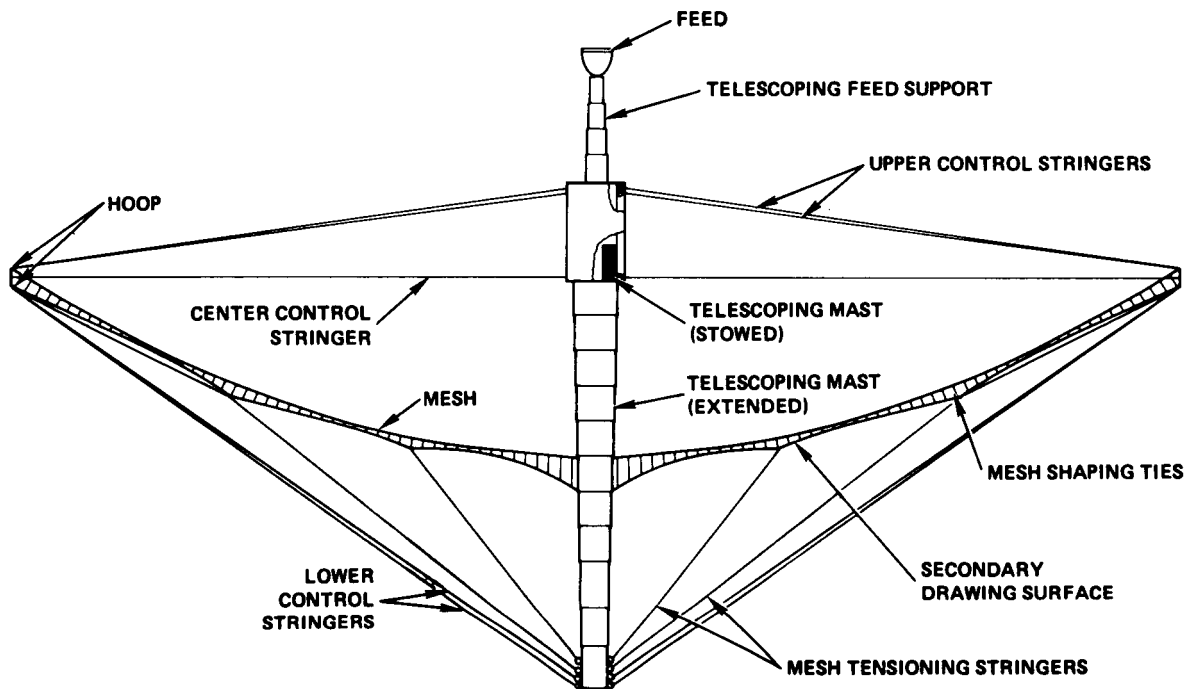 FEED
TELESCOPING FEED SUPPORT
UPPER CONTROL STRINGERS
HOOP
CENTER CONTROL
STRINGER
TELESCOPING MAST
(STOWED)
TELESCOPING MAST
(EXTENDED)
MESH
MESH SHAPING TIES
SECONDARY
DRAWING SURFACE
LOWER
CONTROL
STRINGERS
MESH TENSIONING STRINGERS